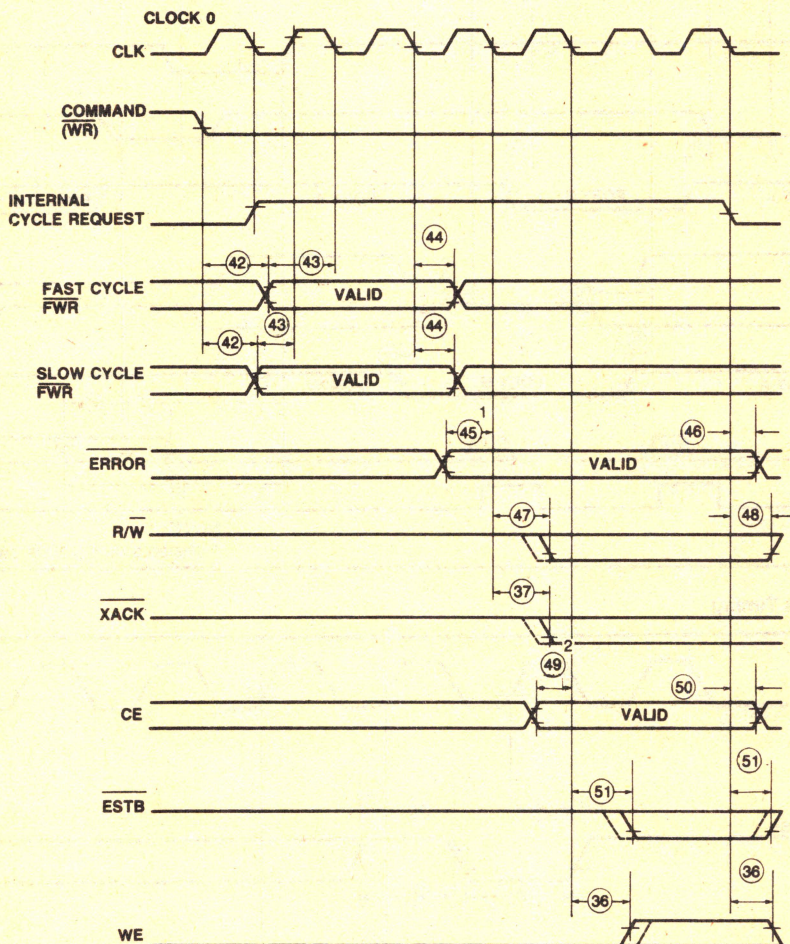 CLOCK 0
CLK
COMMAND
(WR)
INTERNAL
CYCLE REQUEST
44
42 43
FAST CYCLE
FWR
VALID
42 43 44
SLOW CYCLE
FWR
VALID
1
45 46
ERROR
VALID
47 48
R/W
37
XACK
2
49
50
CE
VALID
51
51
ESTB
36
36
WE